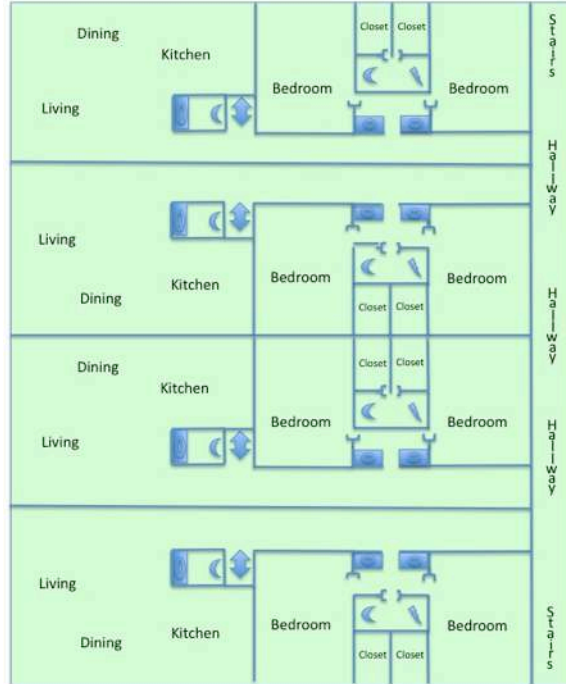 Dining
Closet Closet
Stairs
Kitchen
Bedroom
Bedroom
Living
Hallway
Living
Kitchen
Bedroom
Bedroom
Dining
Closet Closet
Hallway
Dining
Closet Closet
Kitchen
Bedroom
Bedroom
Living
Hallway
Living
Kitchen
Bedroom
Bedroom
Dining
Closet Closet
Stairs